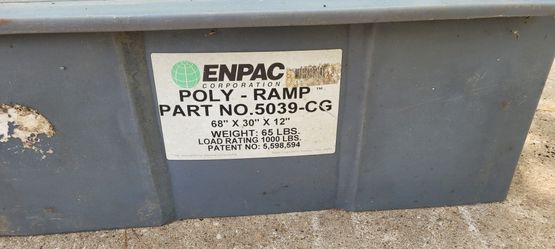 ENPAC
CORPORATION
POLY - RAMP ™
PART NO.5039-CG
68" X 30" X 12"
WEIGHT: 65 LBS.
LOAD RATING 1000 LBS.
PATENT NO: 5,598,594